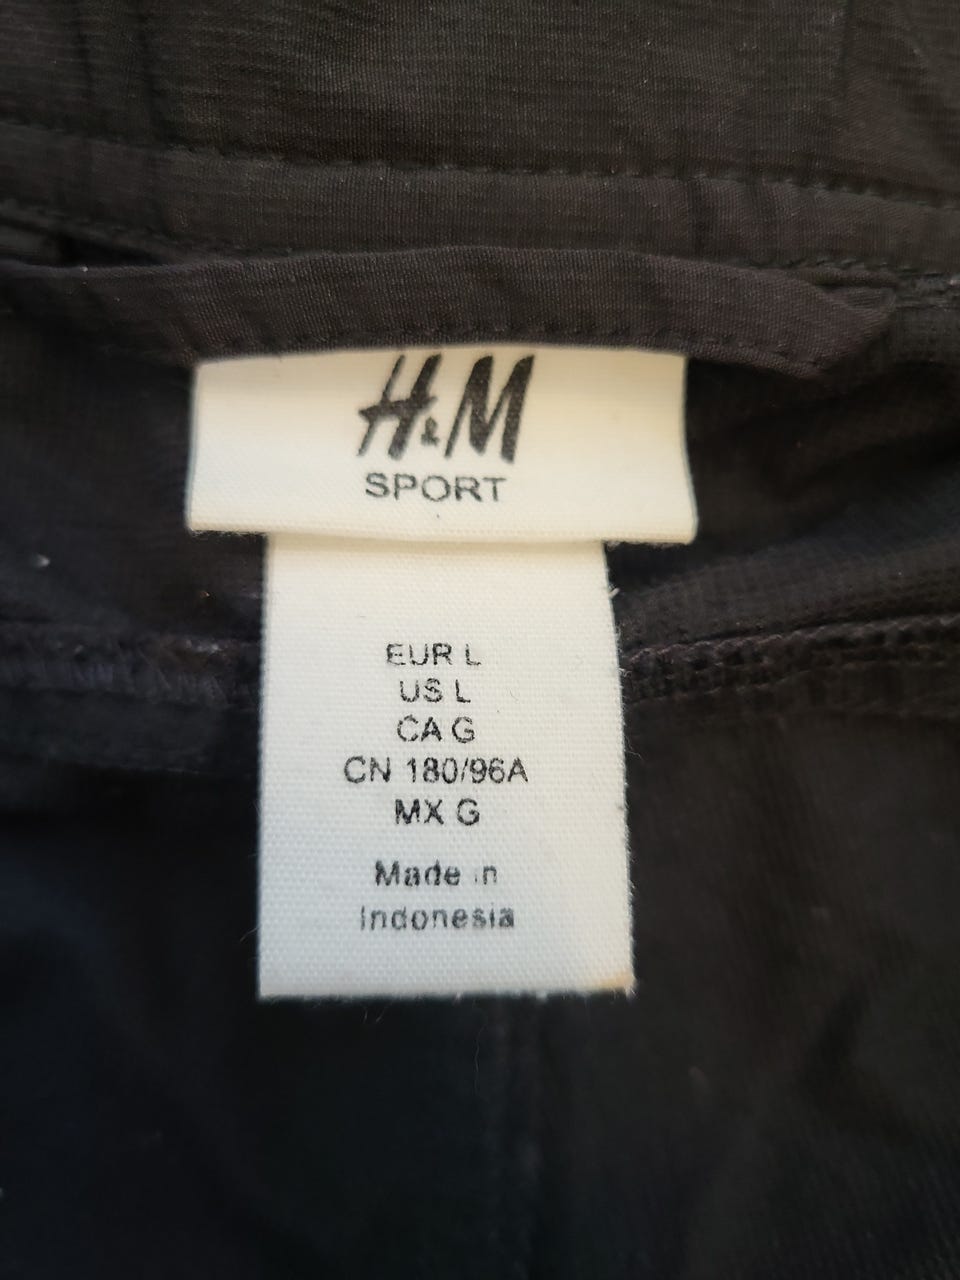 H&M
SPORT
EUR L
US L
CA G
CN 180/96A
MX G
Made in
Indonesia